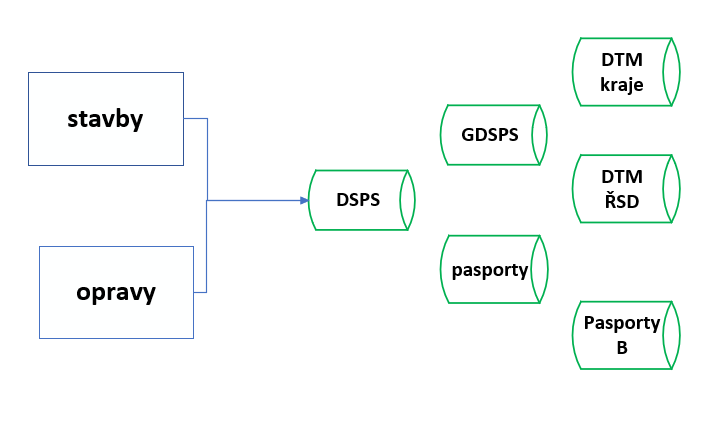 stavby
opravy
DSPS
GDSPS
pasporty
DTM
kraje
DTM
ŘSD
Pasporty
B